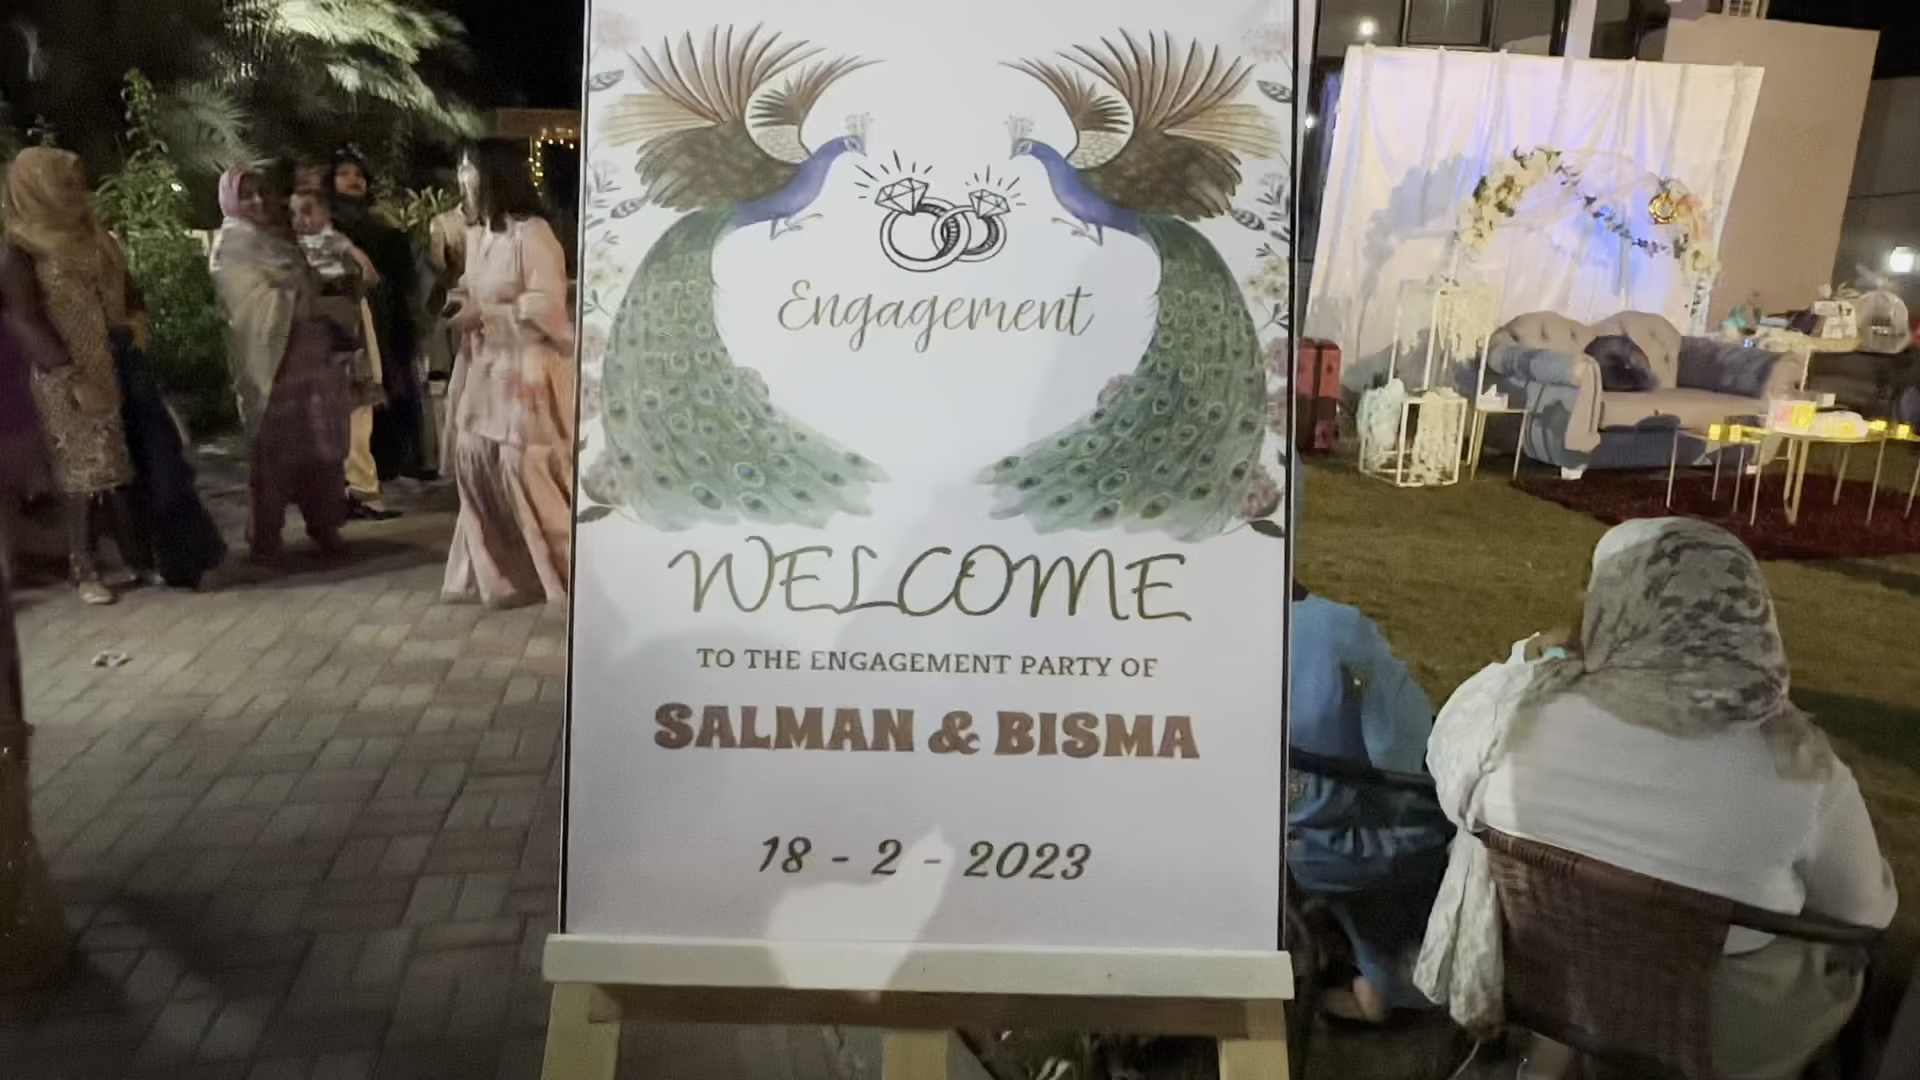 Engagement
WELCOME
TO THE ENGAGEMENT PARTY OF
SALMAN & BISMA
18 - 2 - 2023